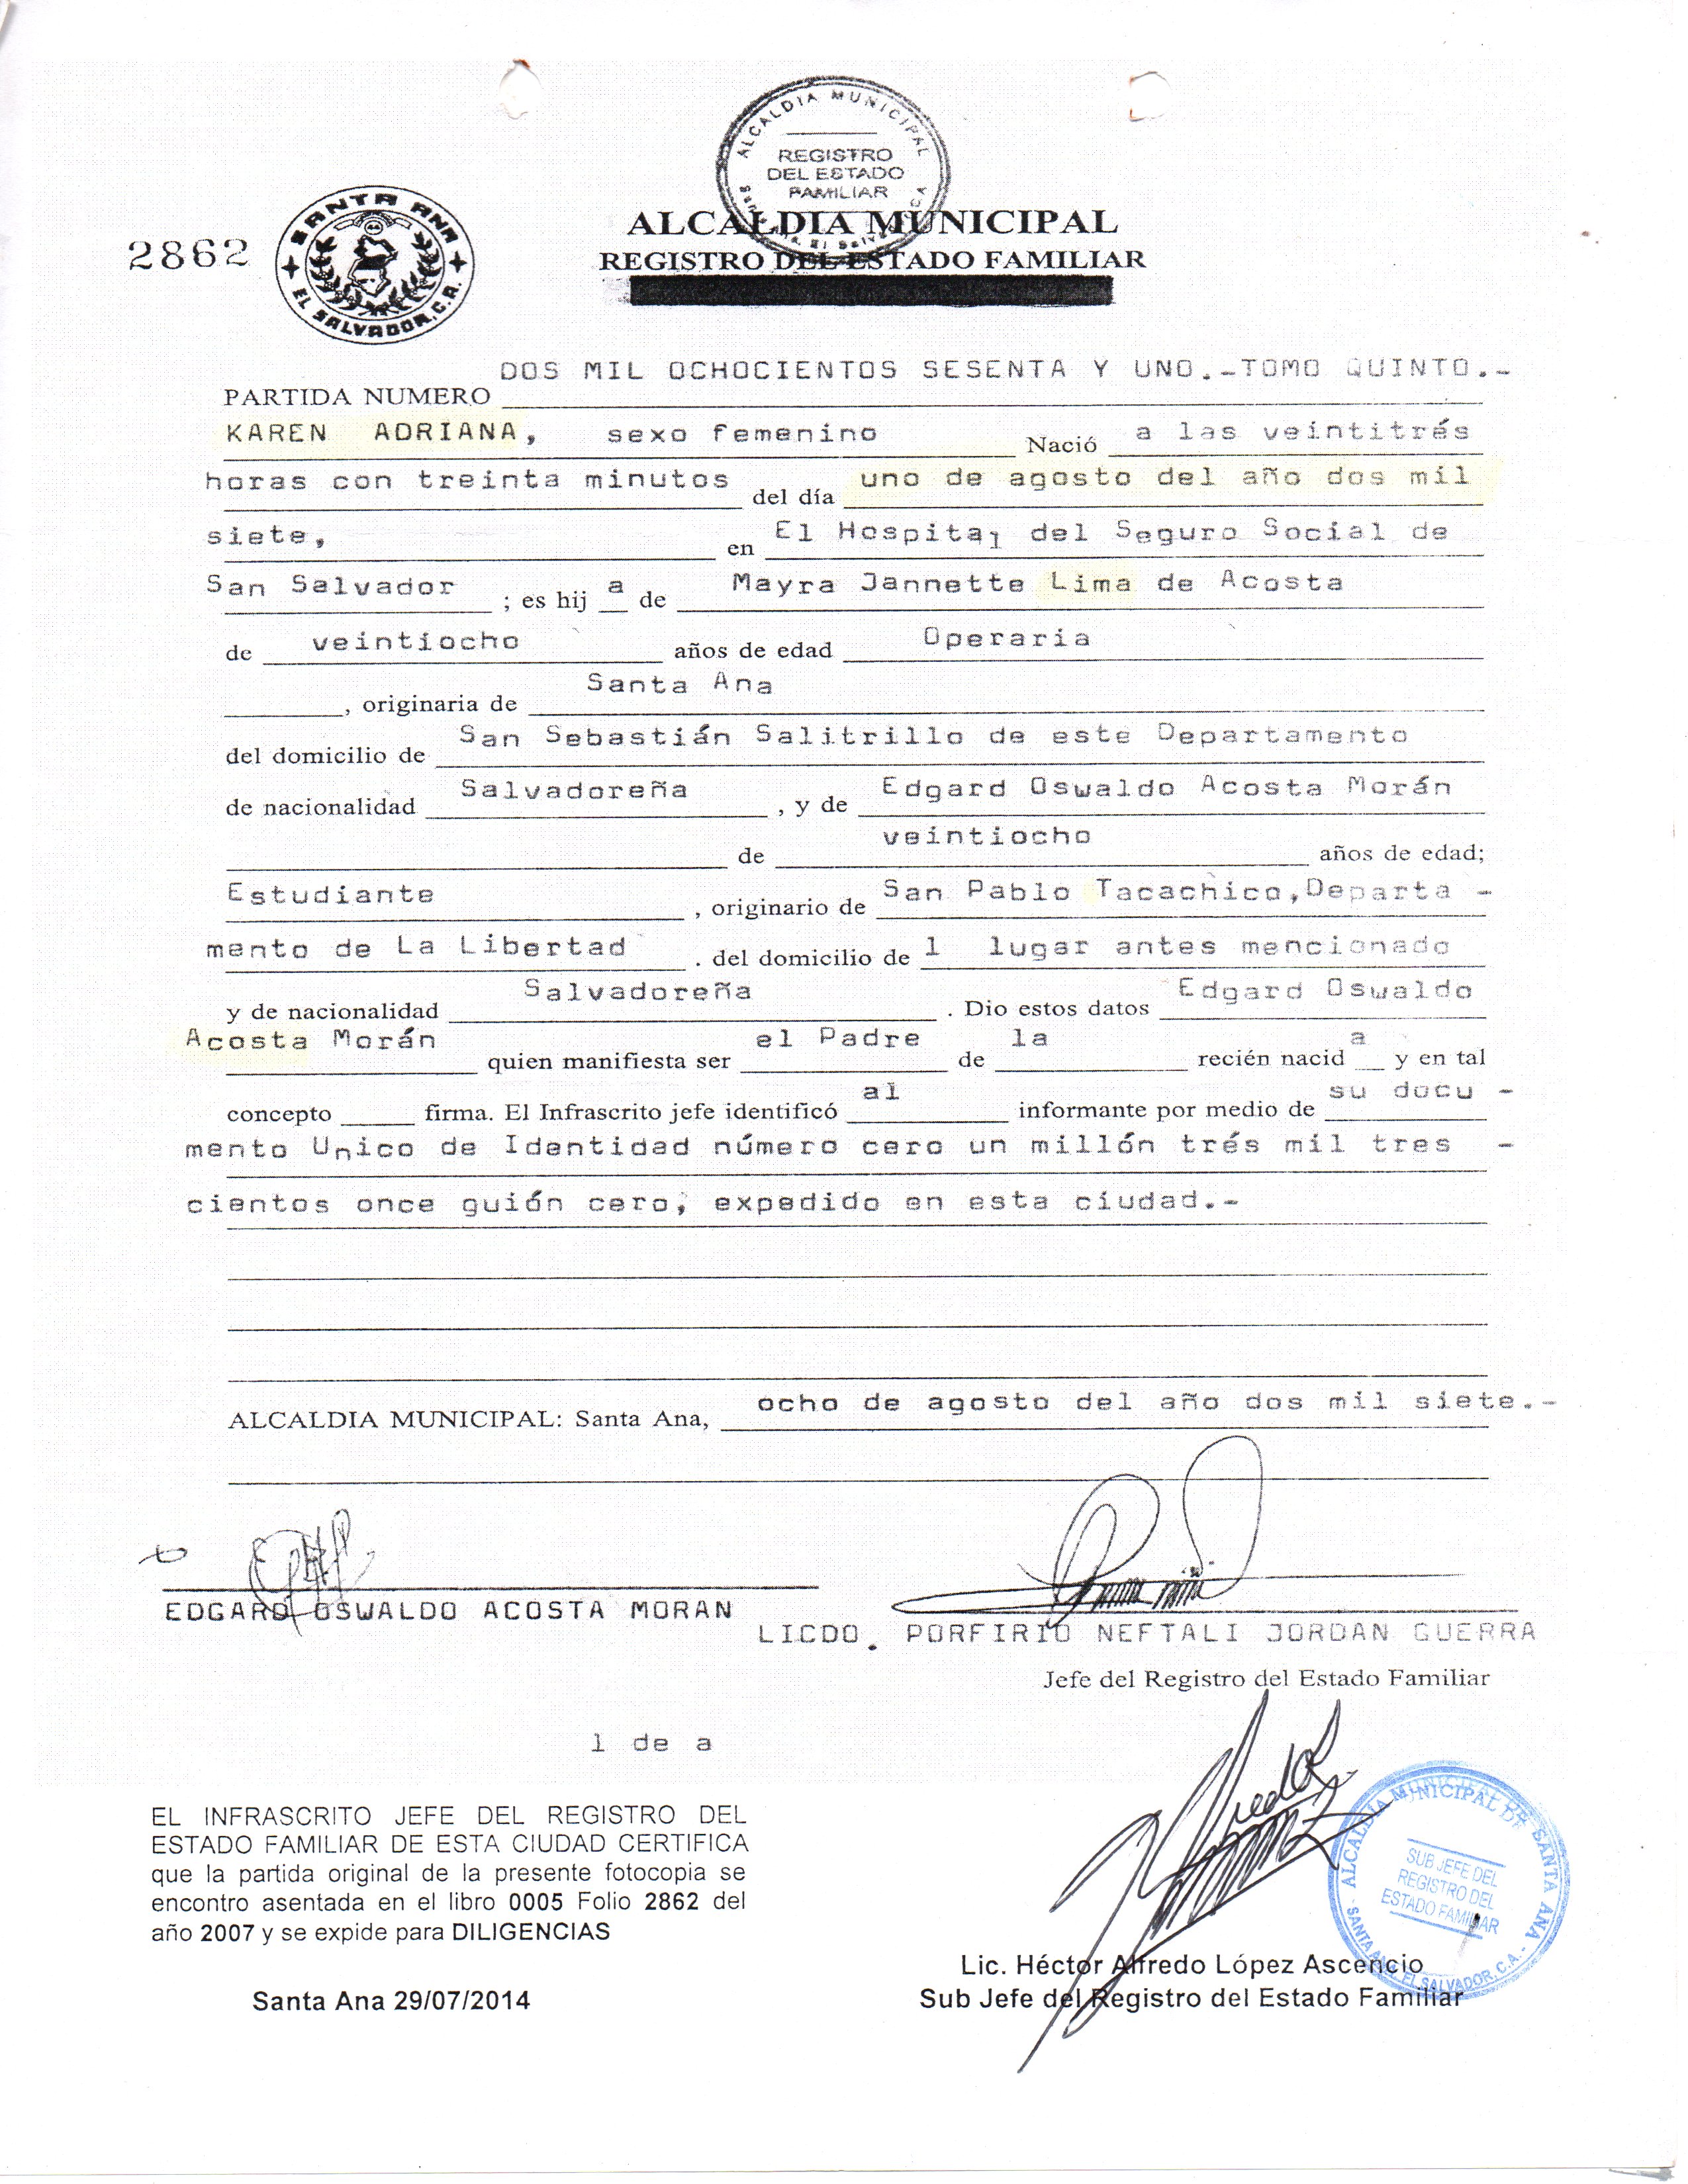 ALCALDIA MUNICIPAL
REGISTRO
DEL ESTADO
FAMILIAR
Santa Ana, El Salvador C.A.
2862
SANTA ANA
EL SALVADOR, C.A.
ALCALDIA MUNICIPAL
REGISTRO DEL ESTADO FAMILIAR
PARTIDA NUMERO DOS MIL OCHOCIENTOS SESENTA Y UNO.-TOMO QUINTO.-
KAREN ADRIANA, sexo femenino Nació a las veintitrés
horas con treinta minutos del día uno de agosto del año dos mil
siete, en El Hospital del Seguro Social de
San Salvador ; es hij a de Mayra Jannette Lima de Acosta
de veintiocho años de edad Operaria
, originaria de Santa Ana
del domicilio de San Sebastián Salitrillo de este Departamento
de nacionalidad Salvadoreña , y de Edgard Oswaldo Acosta Morán
de veintiocho años de edad;
Estudiante , originario de San Pablo Tacachico,Departa -
mento de La Libertad . del domicilio de l lugar antes mencionado
y de nacionalidad Salvadoreña . Dio estos datos Edgard Oswaldo
Acosta Morán quien manifiesta ser el Padre de la recién nacid a y en tal
concepto firma. El Infrascrito jefe identificó al informante por medio de su docu -
mento Unico de Identidad número cero un millón trés mil tres -
cientos once guión cero, expedido en esta ciudad.-
ALCALDIA MUNICIPAL: Santa Ana, ocho de agosto del año dos mil siete.-
EDGARD OSWALDO ACOSTA MORAN
LICDO. PORFIRIO NEFTALI JORDAN GUERRA
Jefe del Registro del Estado Familiar
l de a
EL INFRASCRITO JEFE DEL REGISTRO DEL
ESTADO FAMILIAR DE ESTA CIUDAD CERTIFICA
que la partida original de la presente fotocopia se
encontro asentada en el libro 0005 Folio 2862 del
año 2007 y se expide para DILIGENCIAS
Santa Ana 29/07/2014
ALCALDIA MUNICIPAL DE SANTA ANA
SUB JEFE DEL
REGISTRO DEL
ESTADO FAMILIAR
SANTA ANA, EL SALVADOR, C.A.
Lic. Héctor Alfredo López Ascencio
Sub Jefe del Registro del Estado Familiar